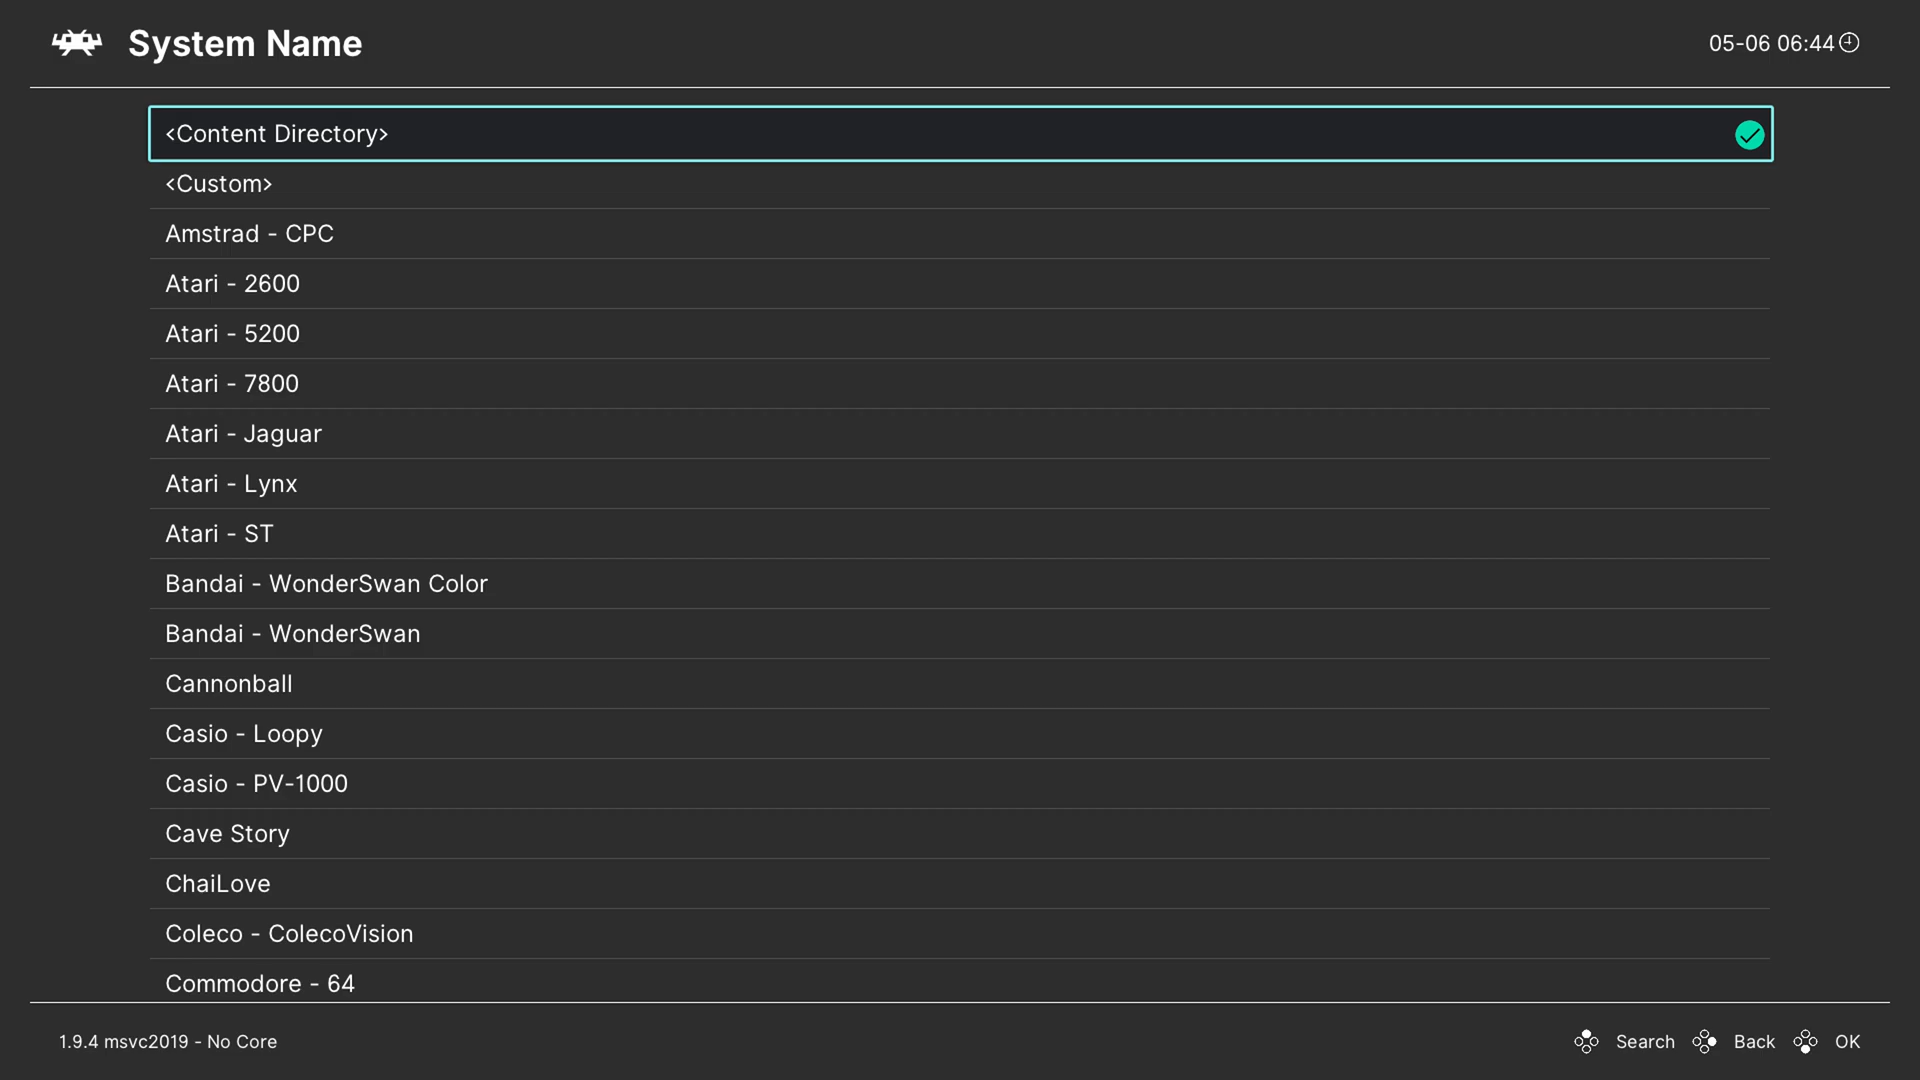 System Name
05-06 06:44
<Content Directory>
<Custom>
Amstrad - CPC
Atari - 2600
Atari - 5200
Atari - 7800
Atari - Jaguar
Atari - Lynx
Atari - ST
Bandai - WonderSwan Color
Bandai - WonderSwan
Cannonball
Casio - Loopy
Casio - PV-1000
Cave Story
ChaiLove
Coleco - ColecoVision
Commodore - 64
1.9.4 msvc2019 - No Core
Search Back OK